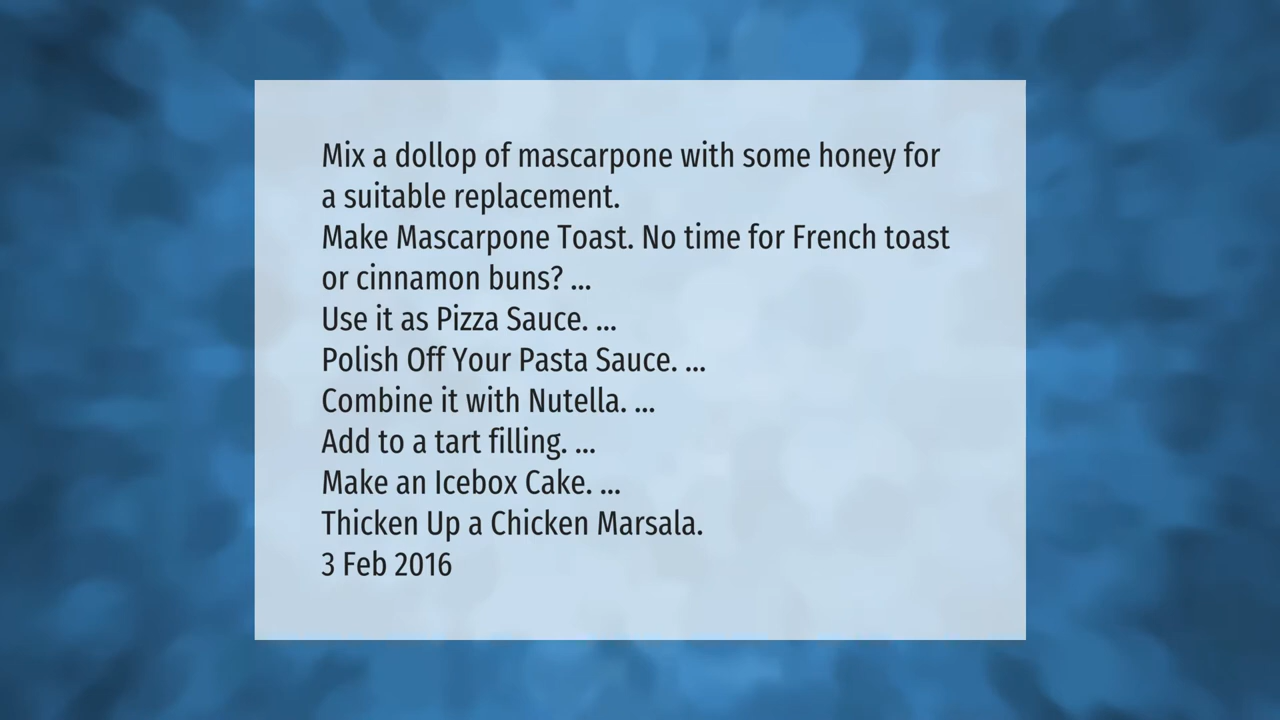 Mix a dollop of mascarpone with some honey for
a suitable replacement.
Make Mascarpone Toast. No time for French toast
or cinnamon buns? ...
Use it as Pizza Sauce. ...
Polish Off Your Pasta Sauce. ...
Combine it with Nutella. ...
Add to a tart filling. ...
Make an Icebox Cake. ...
Thicken Up a Chicken Marsala.
3 Feb 2016